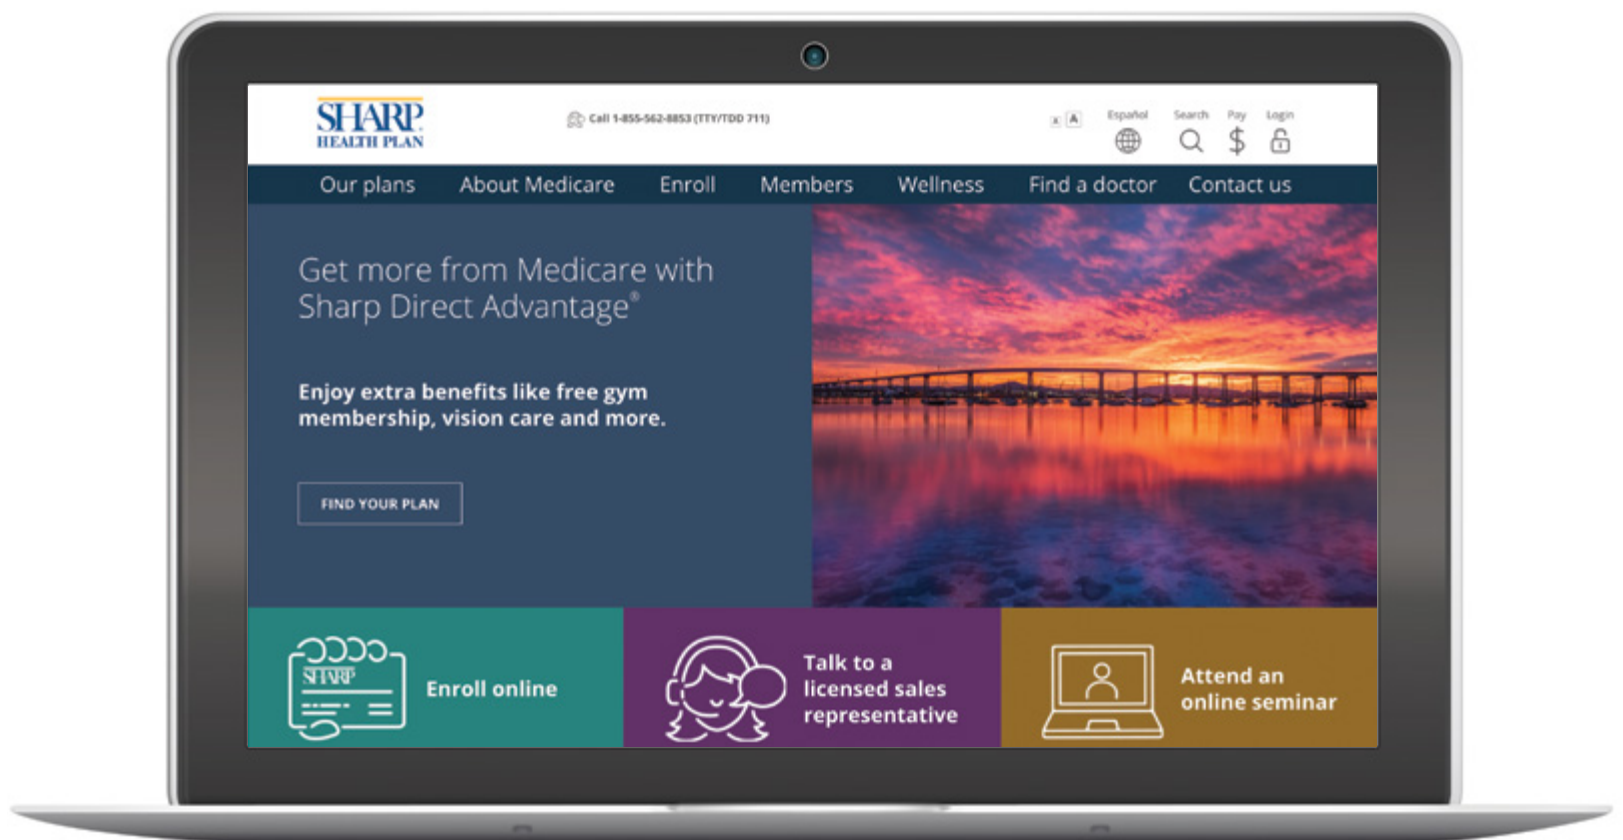 SHARP
HEALTH PLAN
Call 1-855-562-8853 (TTY/TDD 711)
A A Español Search Pay Login
$
Our plans About Medicare Enroll Members Wellness Find a doctor Contact us
Get more from Medicare with
Sharp Direct Advantage®
Enjoy extra benefits like free gym
membership, vision care and more.
FIND YOUR PLAN
SHARP
Enroll online
Talk to a
licensed sales
representative
Attend an
online seminar